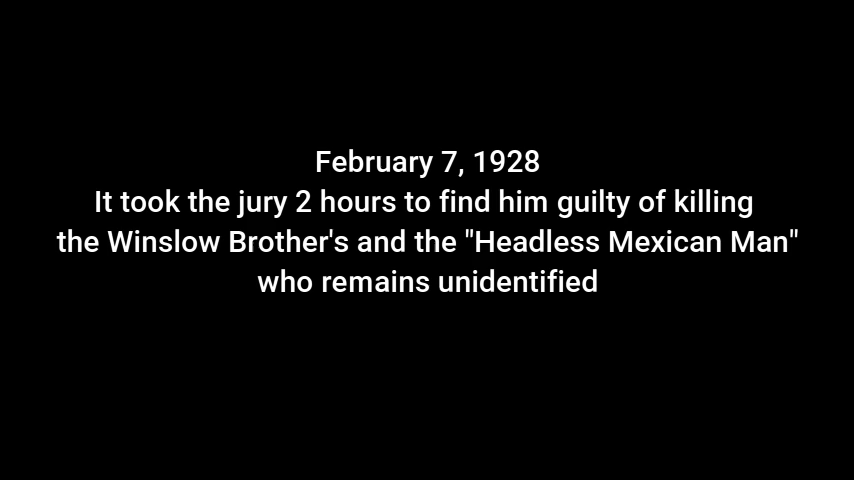 February 7, 1928
It took the jury 2 hours to find him guilty of killing
the Winslow Brother's and the "Headless Mexican Man"
who remains unidentified